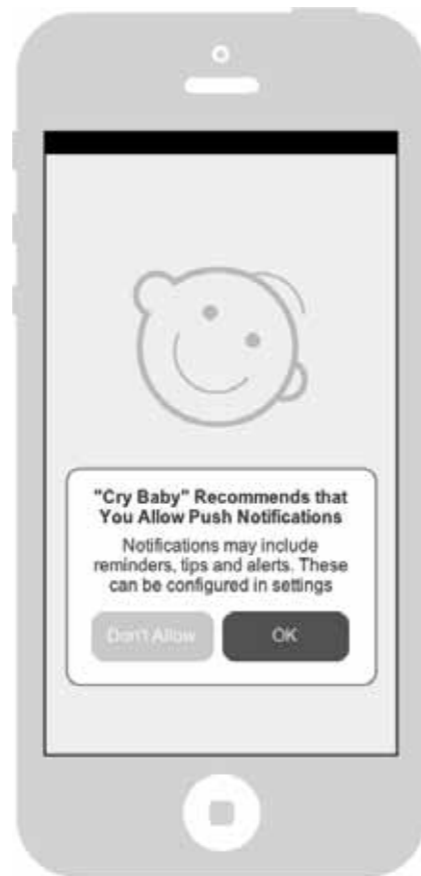 "Cry Baby" Recommends that
You Allow Push Notifications
Notifications may include
reminders, tips and alerts. These
can be configured in settings
Don't Allow OK